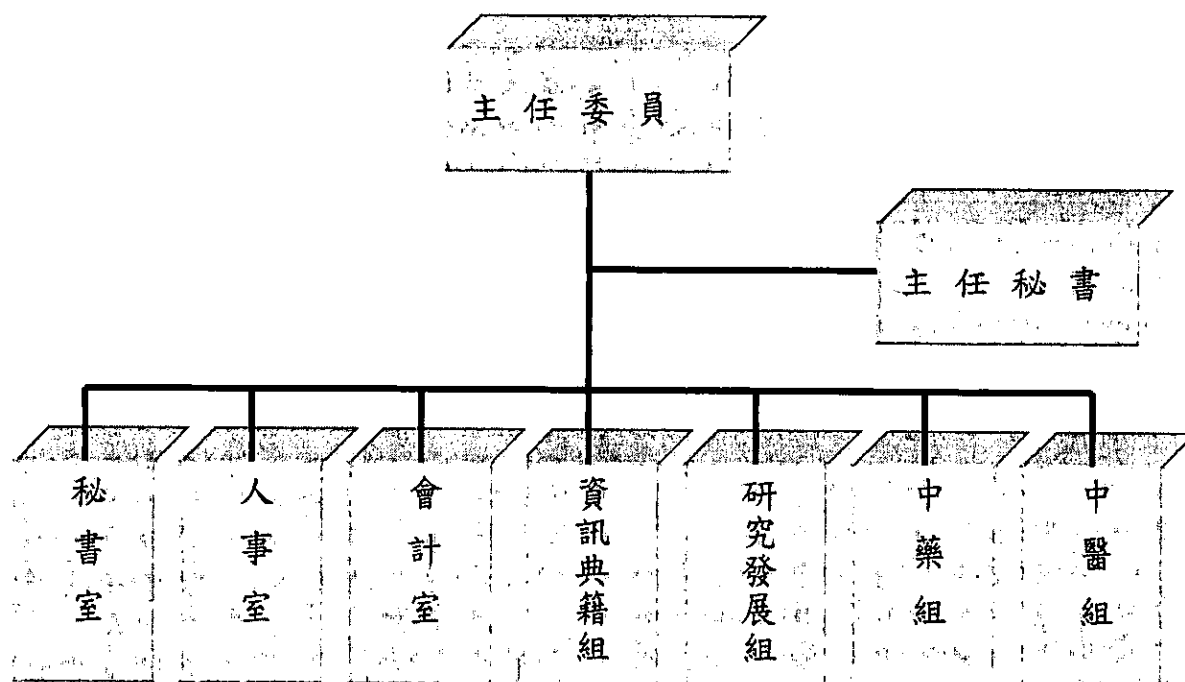 主任委員
主任秘書
秘書室
人事室
會計室
資訊典籍組
研究發展組
中藥組
中醫組